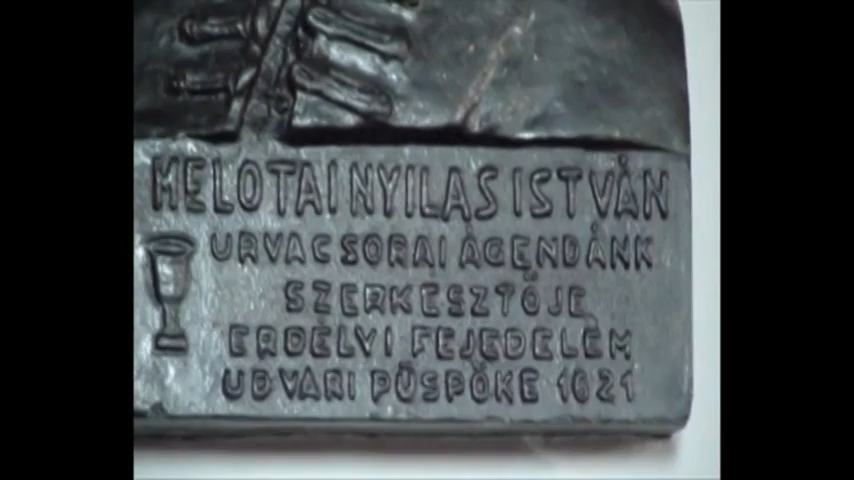 MELOTAI NYILAS ISTVÁN
URVACSORAI ÁGENDÁNK
SZERKESZTŐJE
ERDÉLYI FEJEDELEM
UDVARI PÜSPÖKE 1621